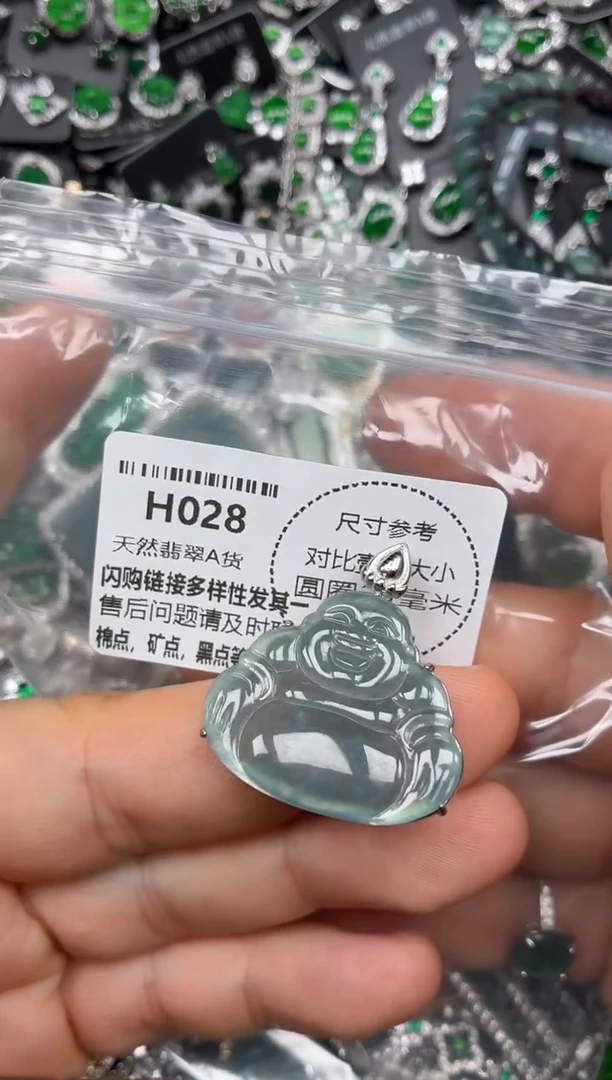 H028
天然翡翠A货
闪购链接多样性发其一
售后问题请及时
棉点，矿点，黑点等
尺寸参考
对比 大小
圆圈 毫米